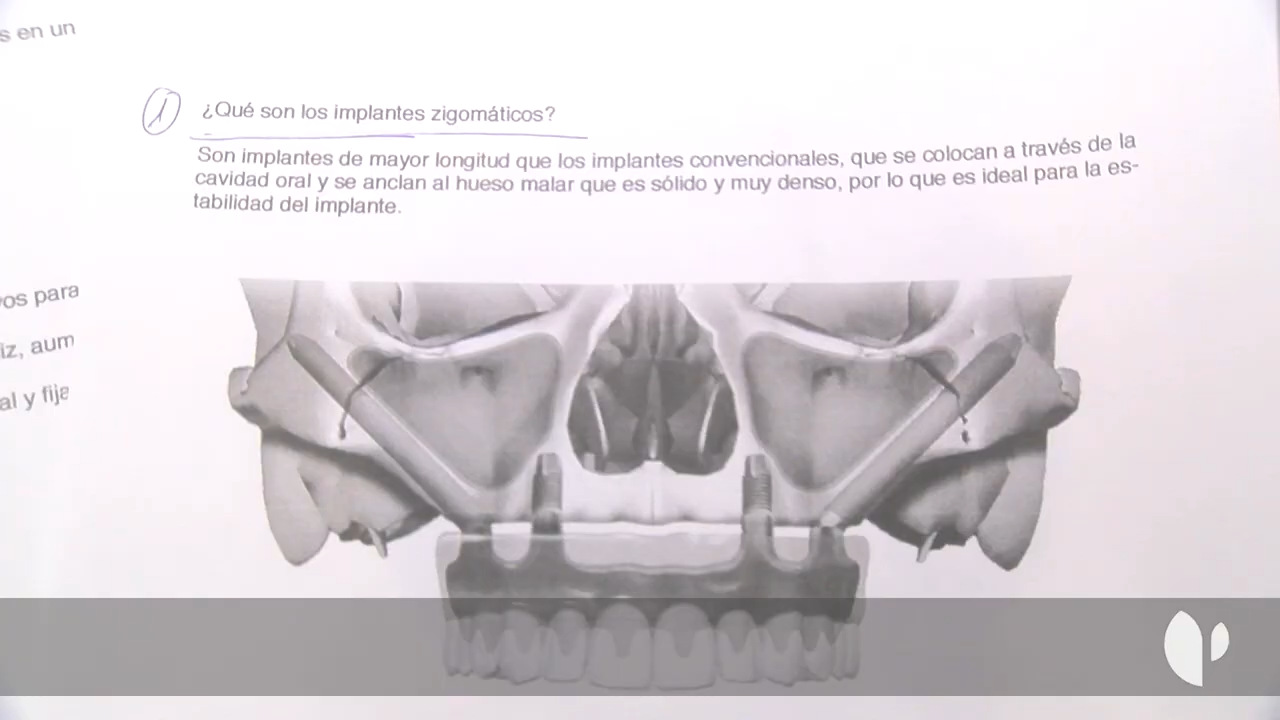 s en un
1
¿Qué son los implantes zigomáticos?
Son implantes de mayor longitud que los implantes convencionales, que se colocan a través de la
cavidad oral y se anclan al hueso malar que es sólido y muy denso, por lo que es ideal para la es-
tabilidad del implante.
os para
iz, aum
al y fije